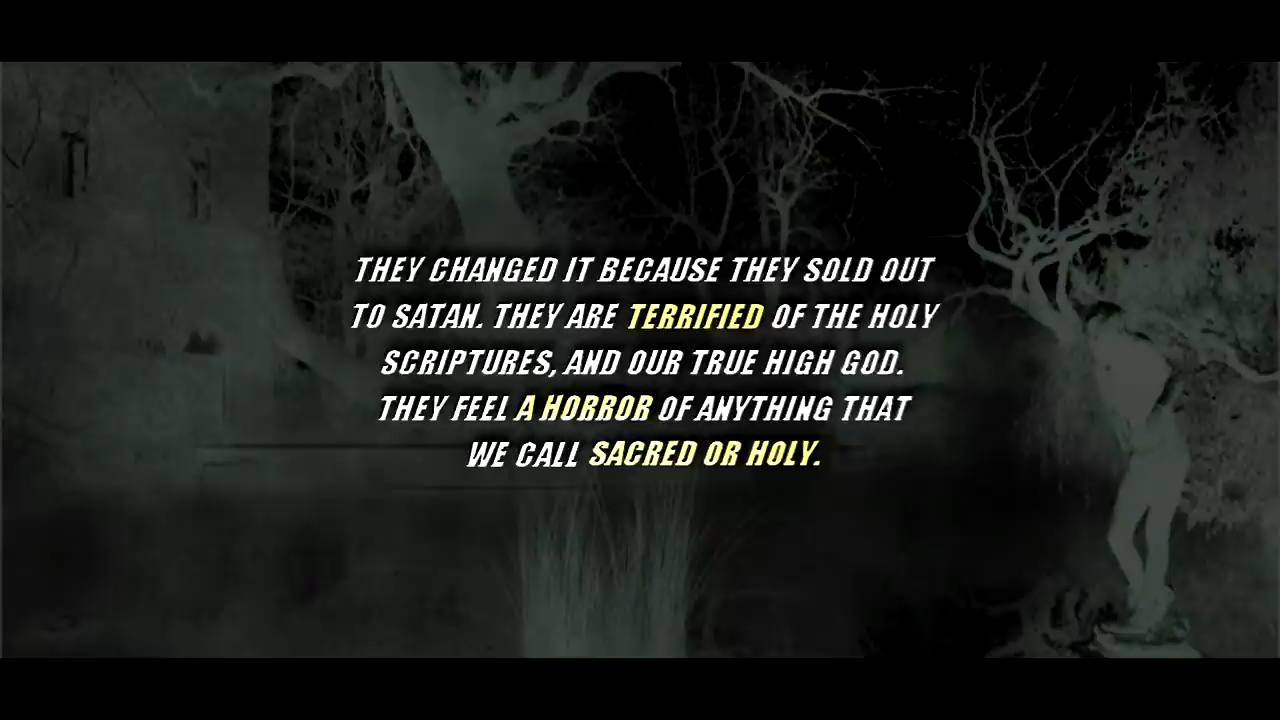 THEY CHANGED IT BECAUSE THEY SOLD OUT
TO SATAN. THEY ARE TERRIFIED OF THE HOLY
SCRIPTURES, AND OUR TRUE HIGH GOD.
THEY FEEL A HORROR OF ANYTHING THAT
WE CALL SACRED OR HOLY.